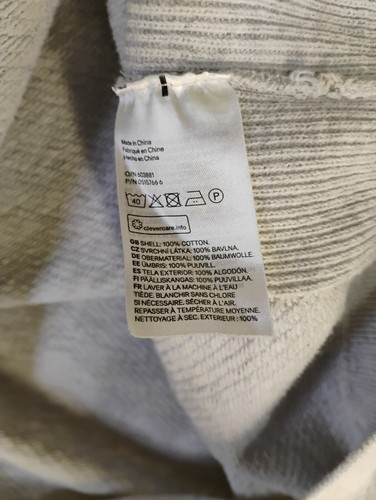 Made in China
Fabriqué en Chine
Hecho en China
O/N 603881
P/N 0515766 6
40 P
clevercare.info
GB SHELL: 100% COTTON.
CZ SVRCHNÍ LÁTKA: 100% BAVLNA.
DE OBERMATERIAL: 100% BAUMWOLLE.
EE ÜMBRIS: 100% PUUVILL.
ES TELA EXTERIOR: 100% ALGODÓN.
FI PÄÄLLISKANGAS: 100% PUUVILLAA.
FR LAVER À LA MACHINE À L'EAU
TIÈDE. BLANCHIR SANS CHLORE
SI NÉCESSAIRE. SÉCHER À L'AIR.
REPASSER À TEMPÉRATURE MOYENNE.
NETTOYAGE À SEC. EXTERIEUR : 100%